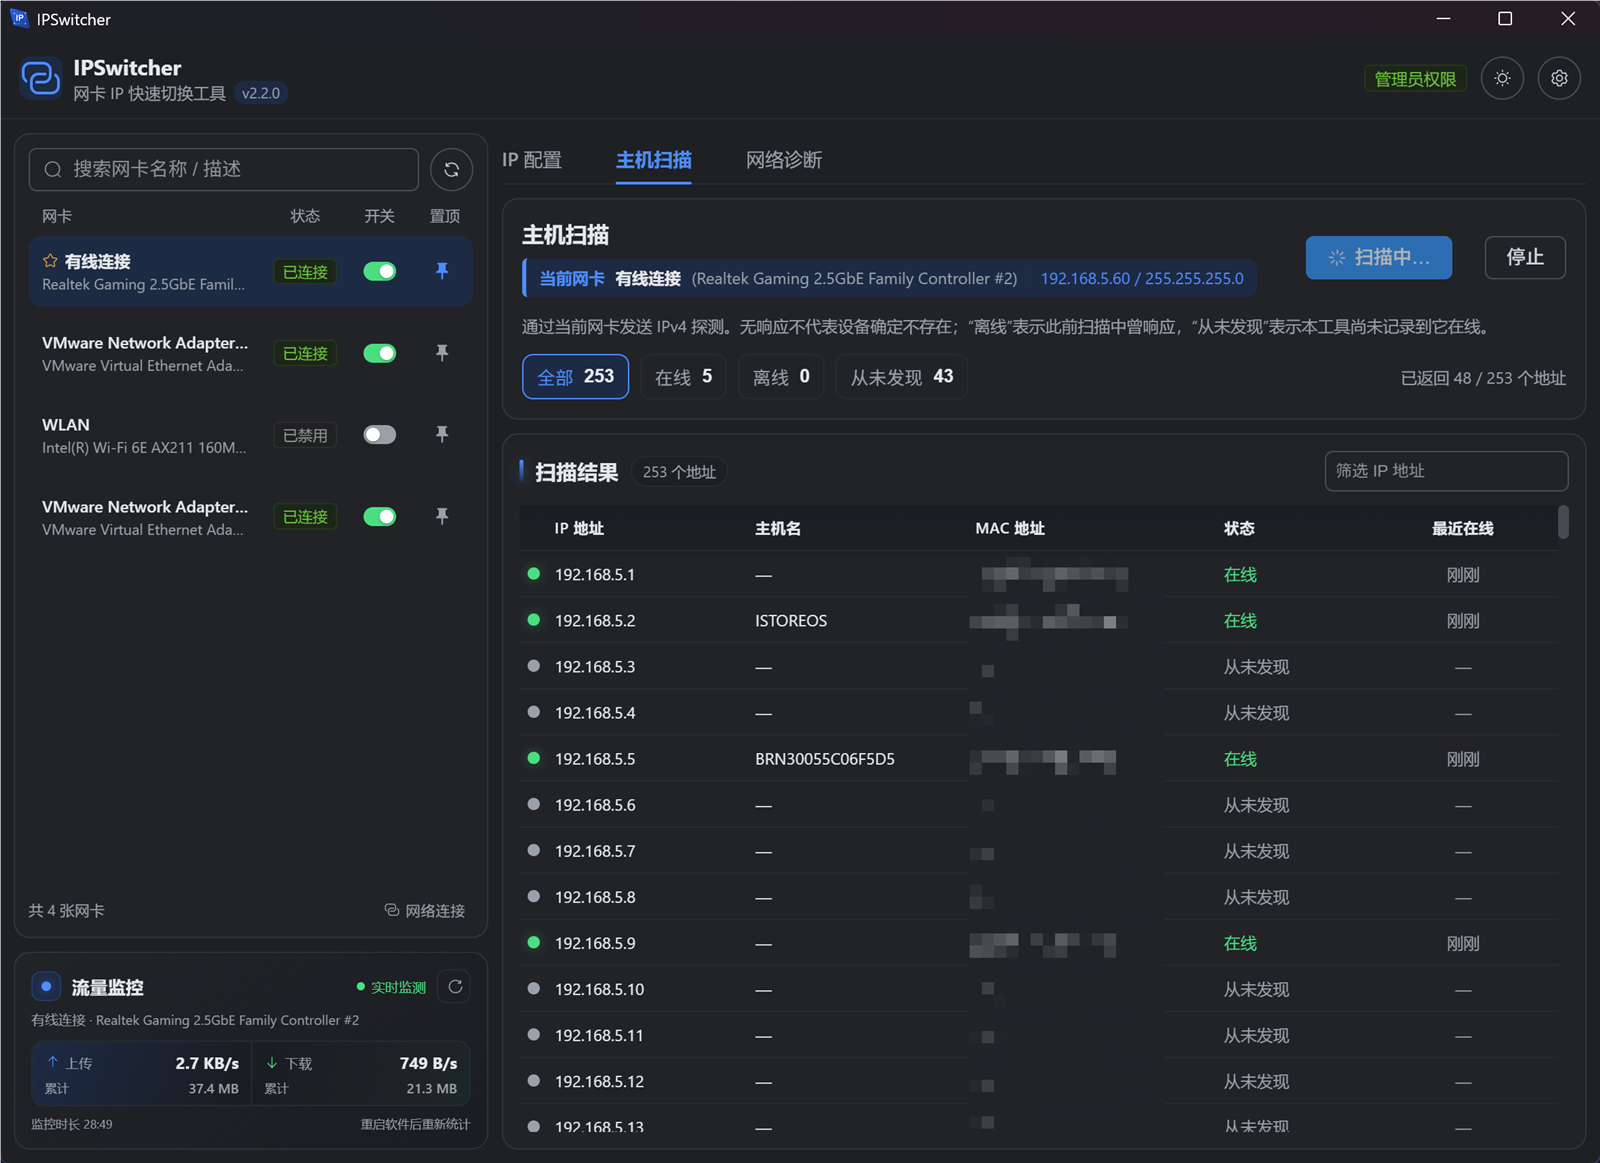 IPSwitcher
IPSwitcher
网卡 IP 快速切换工具 v2.2.0
管理员权限
搜索网卡名称 / 描述
网卡 状态 开关 置顶
有线连接
Realtek Gaming 2.5GbE Famil...
已连接
VMware Network Adapter...
VMware Virtual Ethernet Ada...
已连接
WLAN
Intel(R) Wi-Fi 6E AX211 160M...
已禁用
VMware Network Adapter...
VMware Virtual Ethernet Ada...
已连接
共 4 张网卡 网络连接
流量监控 实时监测
有线连接 · Realtek Gaming 2.5GbE Family Controller #2
上传 2.7 KB/s 下载 749 B/s
累计 37.4 MB 累计 21.3 MB
监控时长 28:49 重启软件后重新统计
IP 配置 主机扫描 网络诊断
主机扫描
当前网卡 有线连接 (Realtek Gaming 2.5GbE Family Controller #2) 192.168.5.60 / 255.255.255.0
扫描中... 停止
通过当前网卡发送 IPv4 探测。无响应不代表设备确定不存在；“离线”表示此前扫描中曾响应，“从未发现”表示本工具尚未记录到它在线。
全部 253 在线 5 离线 0 从未发现 43 已返回 48 / 253 个地址
扫描结果 253 个地址 筛选 IP 地址
IP 地址 主机名 MAC 地址 状态 最近在线
192.168.5.1 — 在线 刚刚
192.168.5.2 ISTOREOS 在线 刚刚
192.168.5.3 — 从未发现 —
192.168.5.4 — 从未发现 —
192.168.5.5 BRN30055C06F5D5 在线 刚刚
192.168.5.6 — 从未发现 —
192.168.5.7 — 从未发现 —
192.168.5.8 — 从未发现 —
192.168.5.9 — 在线 刚刚
192.168.5.10 — 从未发现 —
192.168.5.11 — 从未发现 —
192.168.5.12 — 从未发现 —
192.168.5.13 — 从未发现 —